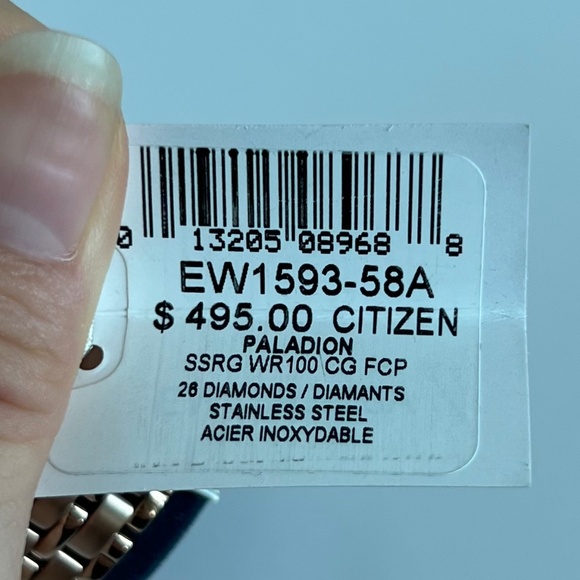 0 13205 08968 8
EW1593-58A
$ 495.00 CITIZEN
PALADION
SSRG WR100 CG FCP
26 DIAMONDS / DIAMANTS
STAINLESS STEEL
ACIER INOXYDABLE